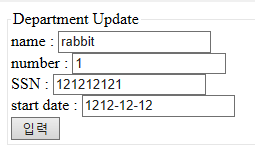 Department Update
name : rabbit
number : 1
SSN : 121212121
start date : 1212-12-12
입력